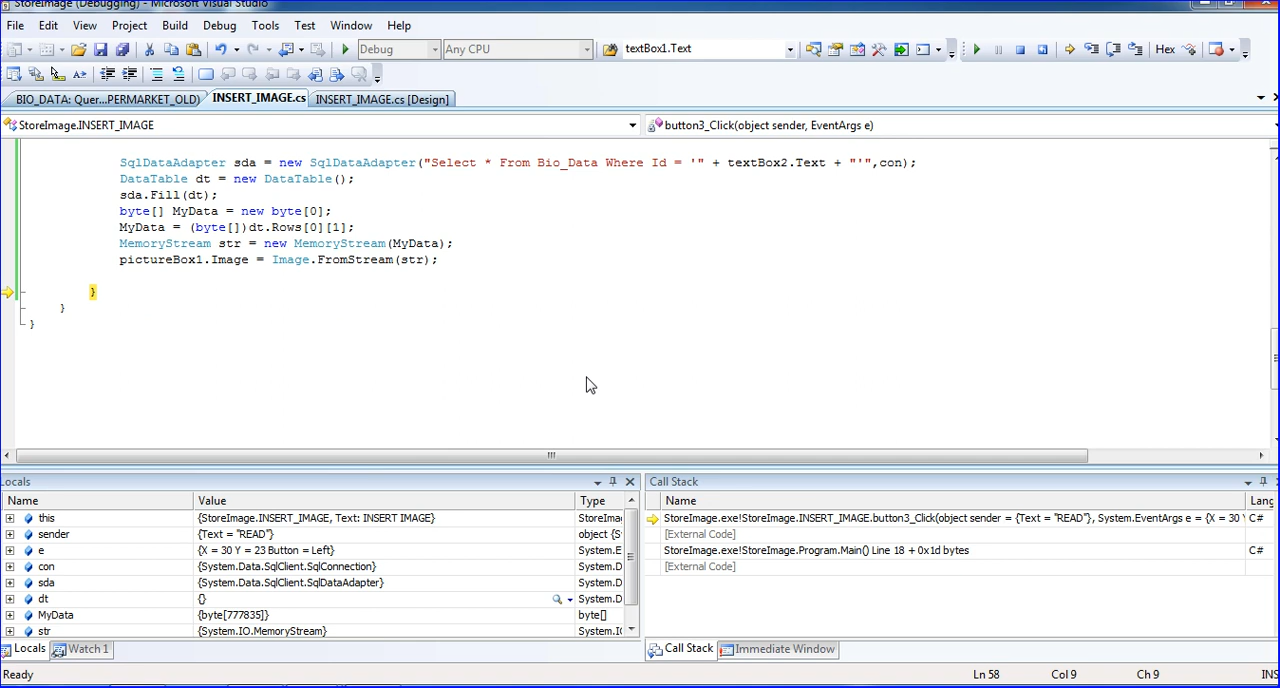 StoreImage (Debugging) - Microsoft Visual Studio
File Edit View Project Build Debug Tools Test Window Help
Debug Any CPU textBox1.Text Hex
BIO_DATA: Quer...PERMARKET_OLD) INSERT_IMAGE.cs INSERT_IMAGE.cs [Design]
StoreImage.INSERT_IMAGE button3_Click(object sender, EventArgs e)
SqlDataAdapter sda = new SqlDataAdapter("Select * From Bio_Data Where Id = '" + textBox2.Text + "'",con);
DataTable dt = new DataTable();
sda.Fill(dt);
byte[] MyData = new byte[0];
MyData = (byte[])dt.Rows[0][1];
MemoryStream str = new MemoryStream(MyData);
pictureBox1.Image = Image.FromStream(str);
}
}
}
Locals
Name Value Type
this {StoreImage.INSERT_IMAGE, Text: INSERT IMAGE} StoreIma
sender {Text = "READ"} object {S
e {X = 30 Y = 23 Button = Left} System.E
con {System.Data.SqlClient.SqlConnection} System.D
sda {System.Data.SqlClient.SqlDataAdapter} System.D
dt {} System.D
MyData {byte[777835]} byte[]
str {System.IO.MemoryStream} System.IO
Locals Watch 1
Call Stack
Name Lang
StoreImage.exe!StoreImage.INSERT_IMAGE.button3_Click(object sender = {Text = "READ"}, System.EventArgs e = {X = 30 C#
[External Code]
StoreImage.exe!StoreImage.Program.Main() Line 18 + 0x1d bytes C#
[External Code]
Call Stack Immediate Window
Ready Ln 58 Col 9 Ch 9 INS